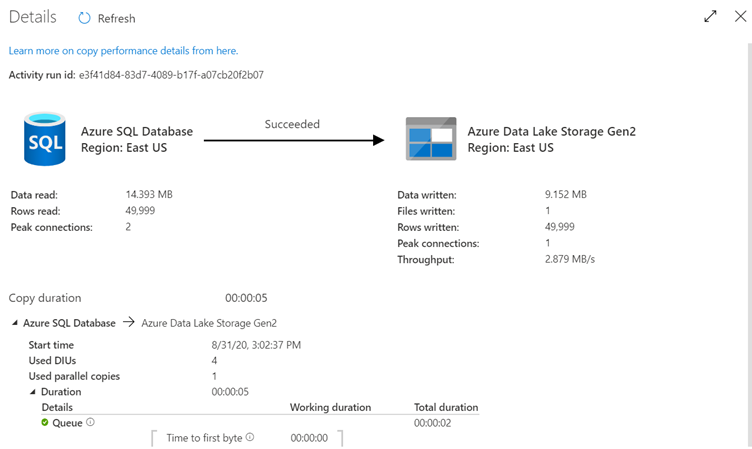 Details Refresh
Learn more on copy performance details from here.
Activity run id: e3f41d84-83d7-4089-b17f-a07cb20f2b07
Succeeded
SQL
Azure SQL Database
Region: East US
Azure Data Lake Storage Gen2
Region: East US
Data read: 14.393 MB
Rows read: 49,999
Peak connections: 2
Data written: 9.152 MB
Files written: 1
Rows written: 49,999
Peak connections: 1
Throughput: 2.879 MB/s
Copy duration 00:00:05
Azure SQL Database → Azure Data Lake Storage Gen2
Start time 8/31/20, 3:02:37 PM
Used DIUs 4
Used parallel copies 1
Duration 00:00:05
Details Working duration Total duration
Queue 00:00:02
Time to first byte 00:00:00